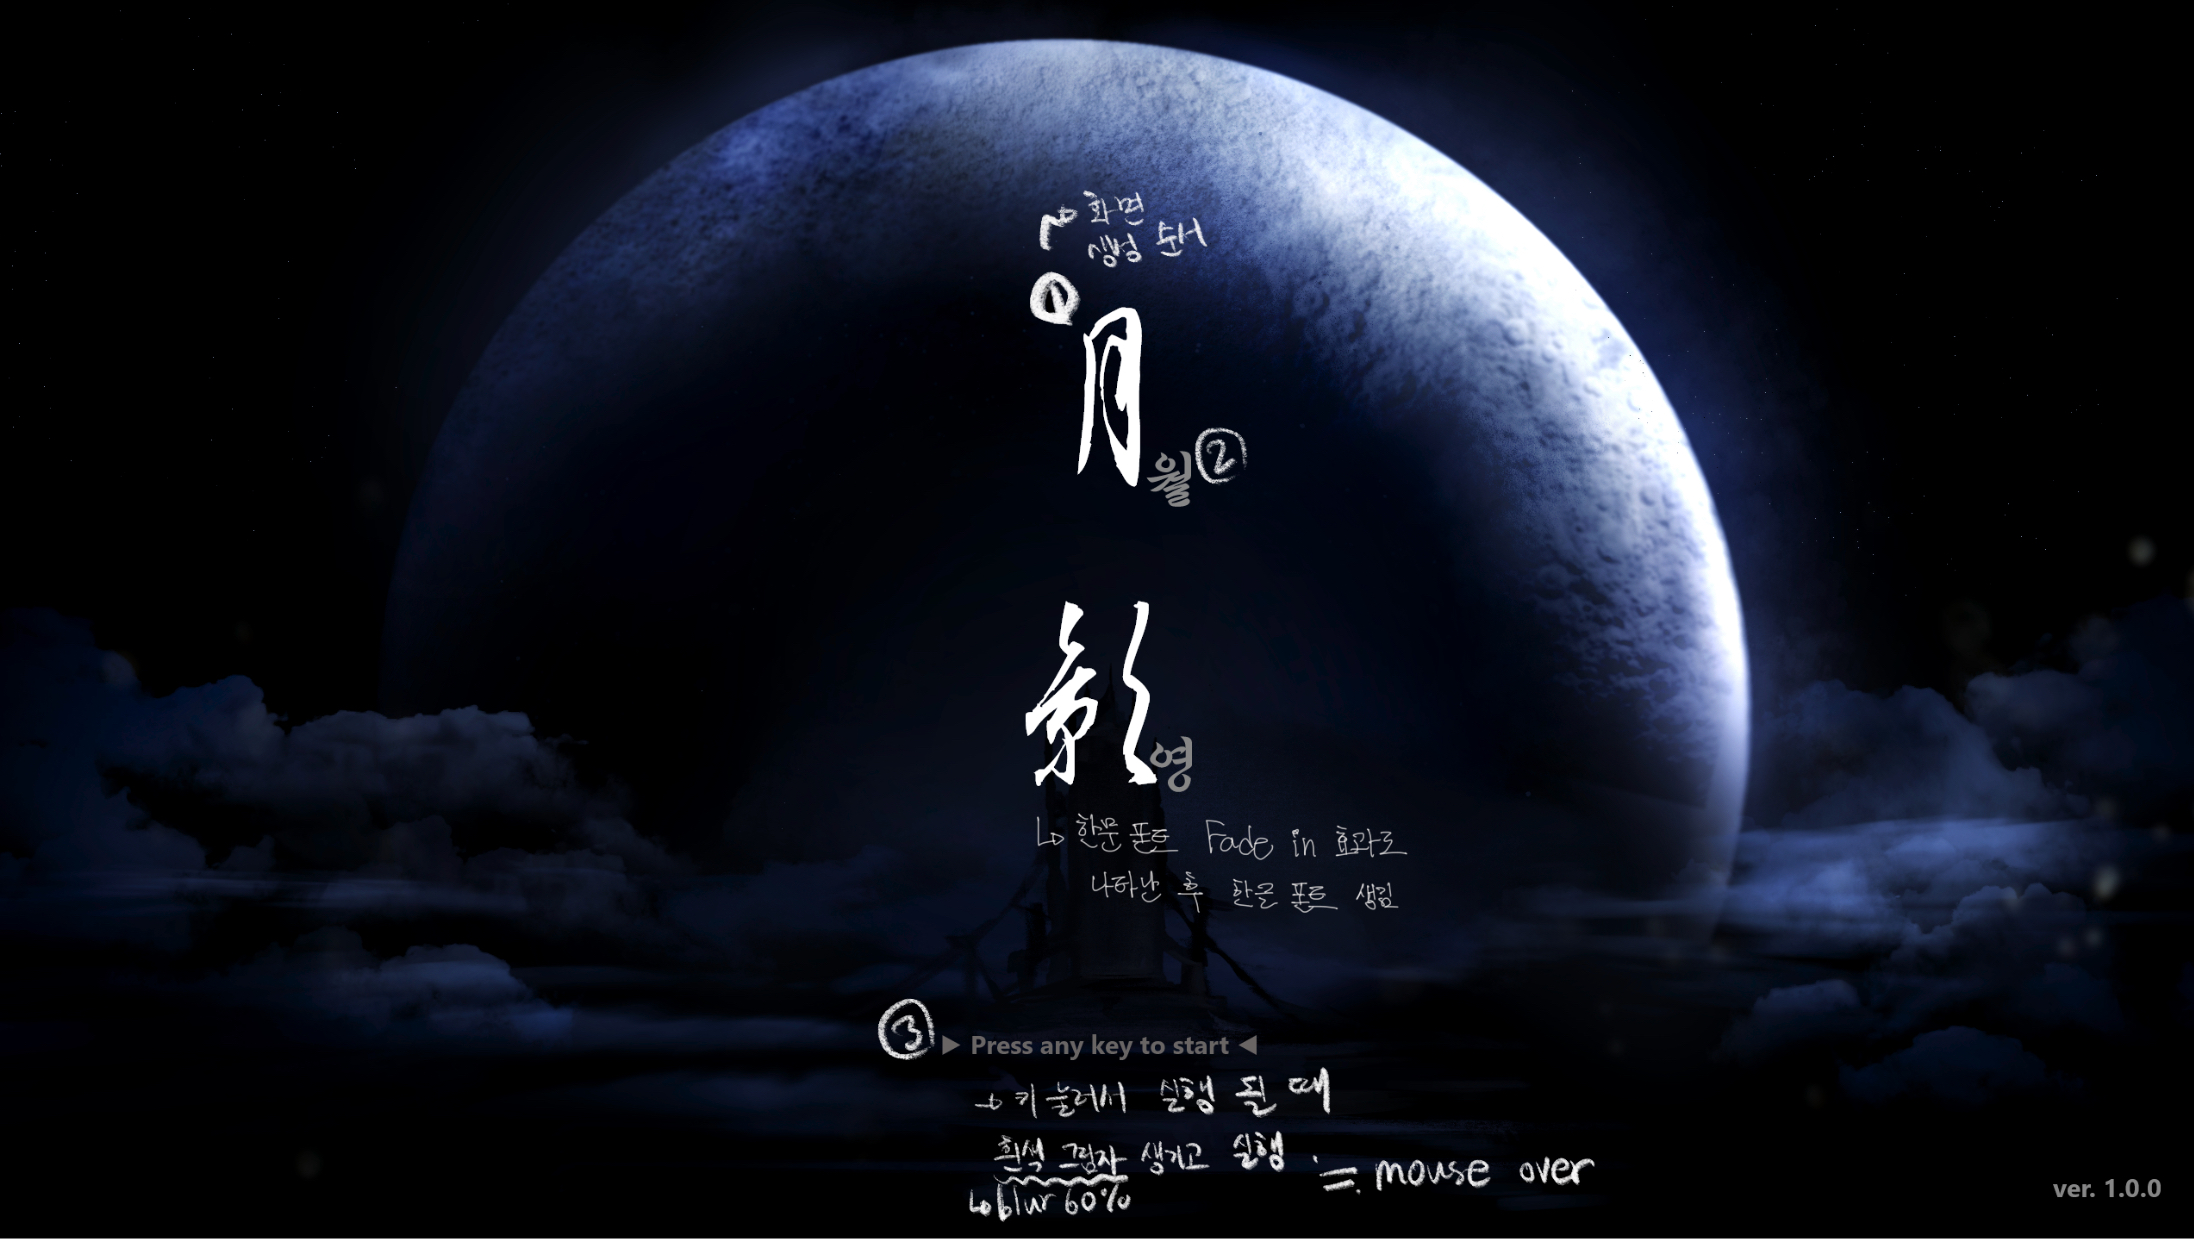 화면
생성 순서
①
月
월 ②
影
영
↳ 한문 폰트 Fade in 효과로
나타난 후 한글 폰트 생김
③ ▶ Press any key to start ◀
→ 키 눌러서 실행 될 때
흰색 그림자 생기고 실행 ≒ mouse over
↳ blur 60%
ver. 1.0.0